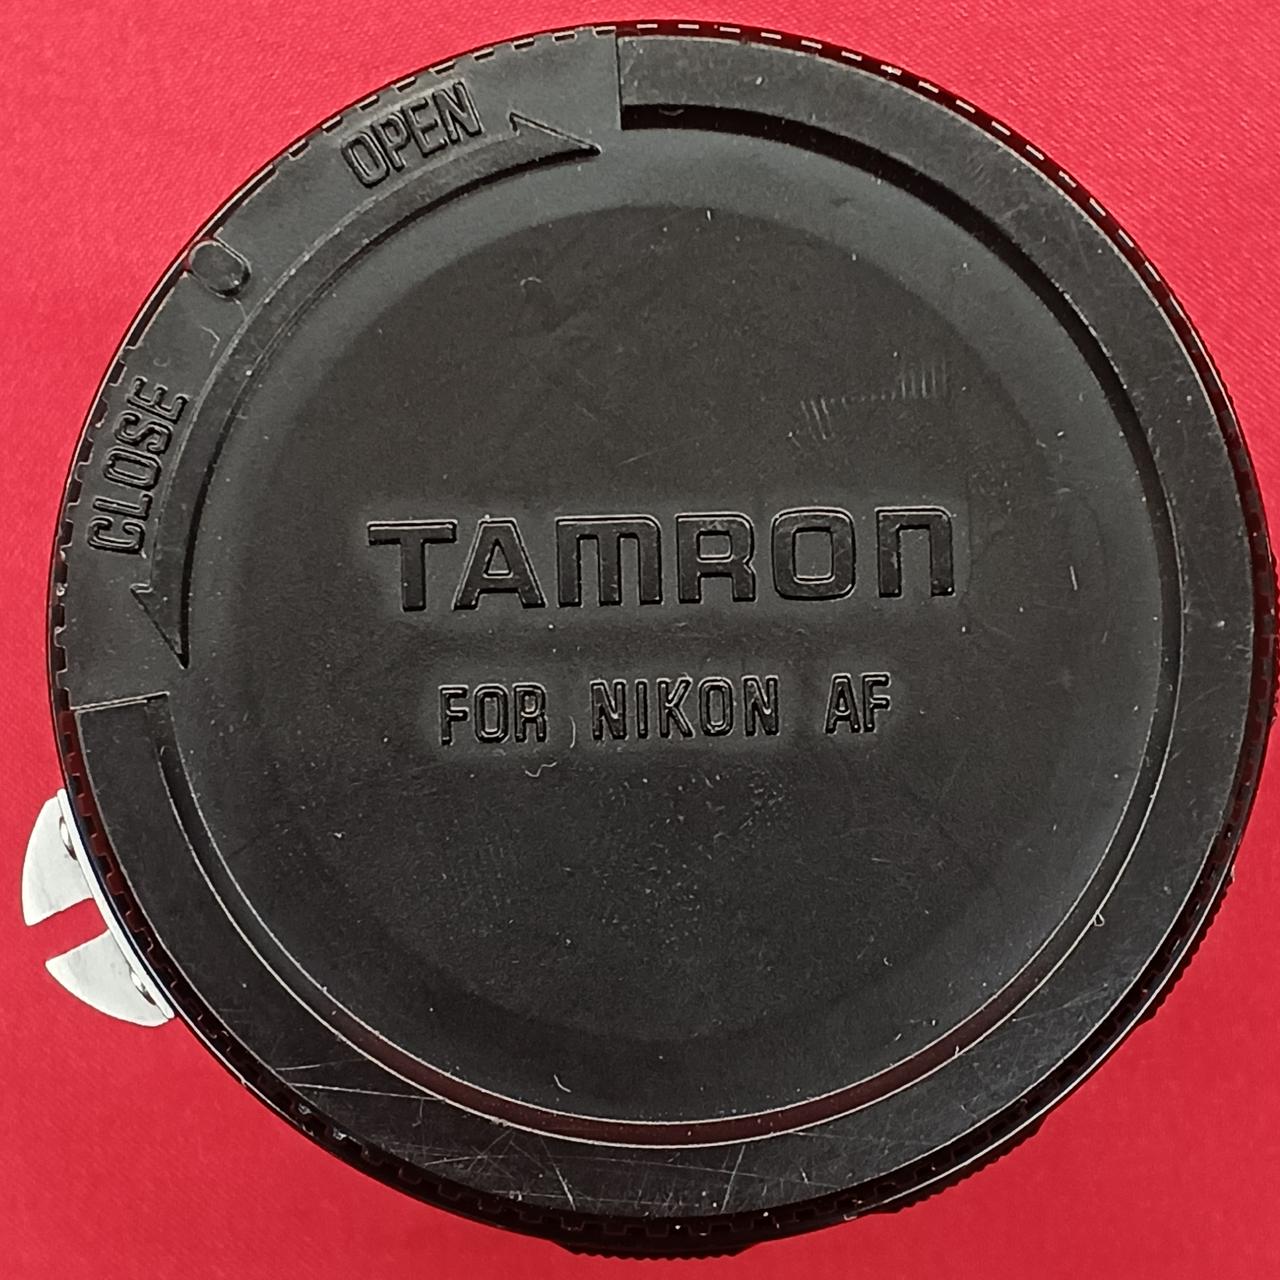 OPEN
CLOSE
TAMRON
FOR NIKON AF